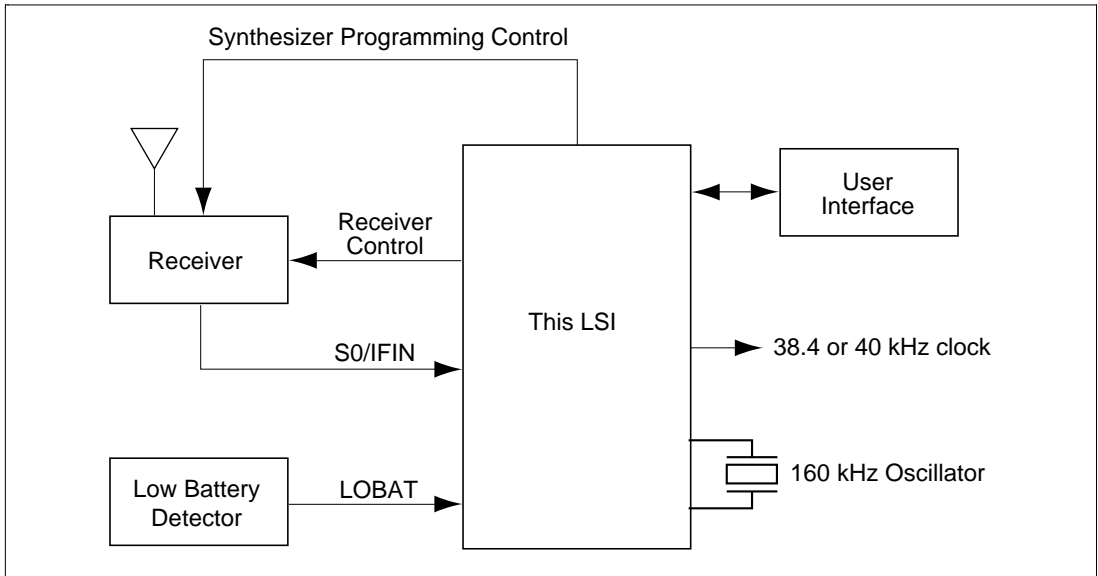 Synthesizer Programming Control
User
Interface
Receiver
Control
Receiver
This LSI
38.4 or 40 kHz clock
S0/IFIN
160 kHz Oscillator
Low Battery
Detector
LOBAT